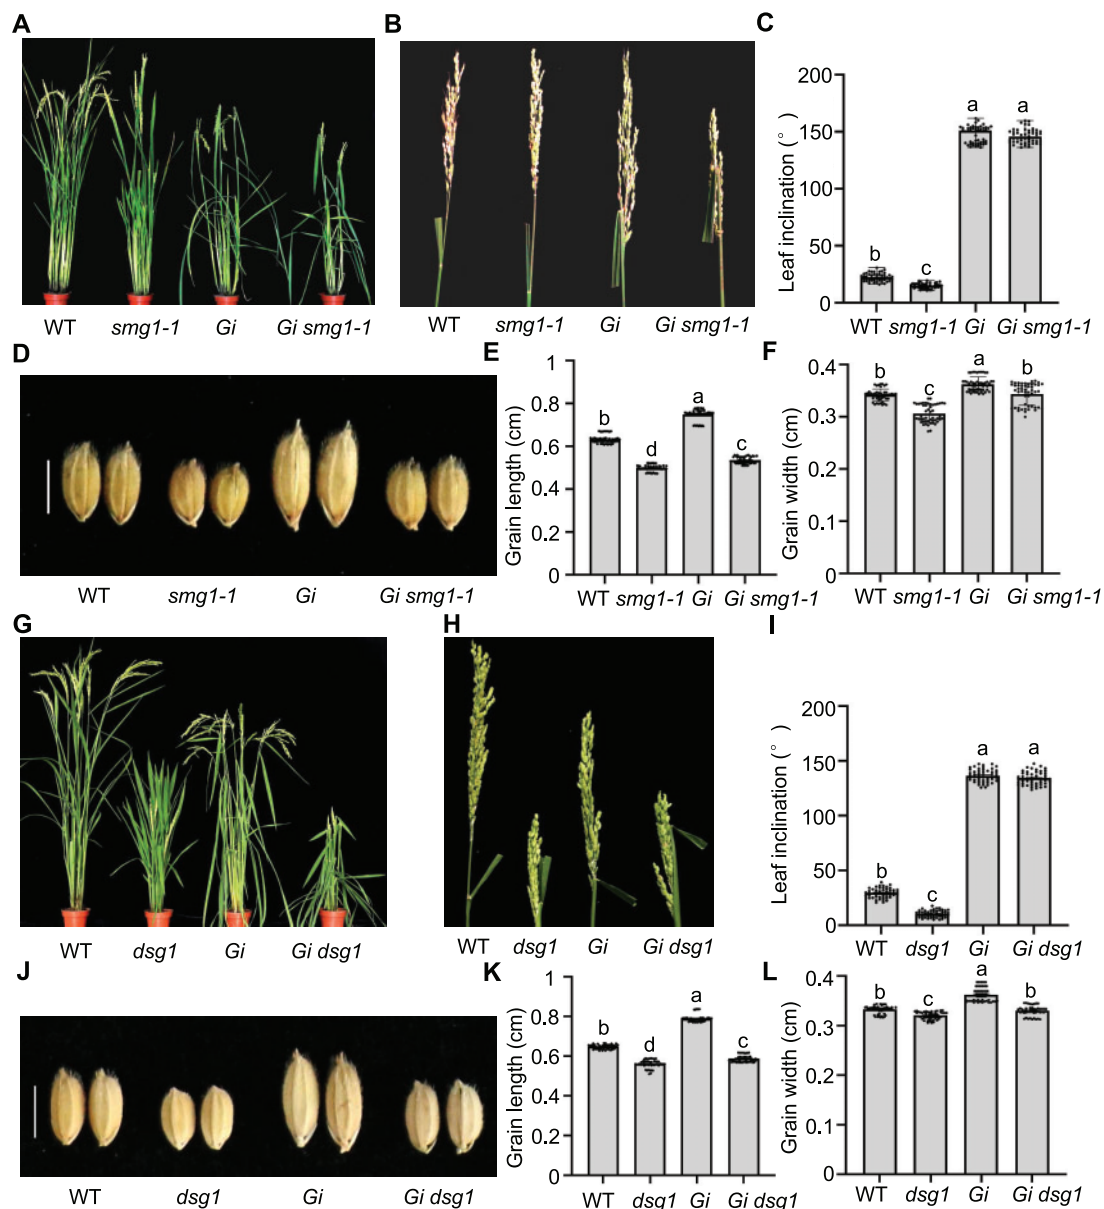 A
B
C
WT smg1-1 Gi Gi smg1-1
WT smg1-1 Gi Gi smg1-1
Leaf inclination (°)
200
150
100
50
0
b
c
a
a
WT smg1-1 Gi Gi smg1-1
D
E
F
WT smg1-1 Gi Gi smg1-1
Grain length (cm)
1
0.8
0.6
0.4
0.2
0
b
d
a
c
WT smg1-1 Gi Gi smg1-1
Grain width (cm)
0.4
0.3
0.2
0.1
0
b
c
a
b
WT smg1-1 Gi Gi smg1-1
G
H
I
WT dsg1 Gi Gi dsg1
WT dsg1 Gi Gi dsg1
Leaf inclination (°)
200
150
100
50
0
b
c
a
a
WT dsg1 Gi Gi dsg1
J
K
L
WT dsg1 Gi Gi dsg1
Grain length (cm)
1
0.8
0.6
0.4
0.2
0
b
d
a
c
WT dsg1 Gi Gi dsg1
Grain width (cm)
0.4
0.3
0.2
0.1
0
b
c
a
b
WT dsg1 Gi Gi dsg1